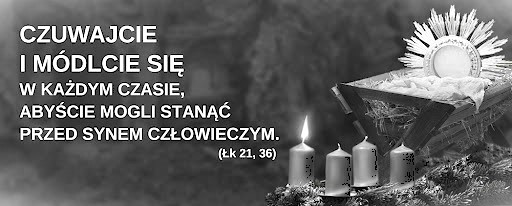 CZUWAJCIE
I MÓDLCIE SIĘ
W KAŻDYM CZASIE,
ABYŚCIE MOGLI STANĄĆ
PRZED SYNEM CZŁOWIECZYM.
(Łk 21, 36)